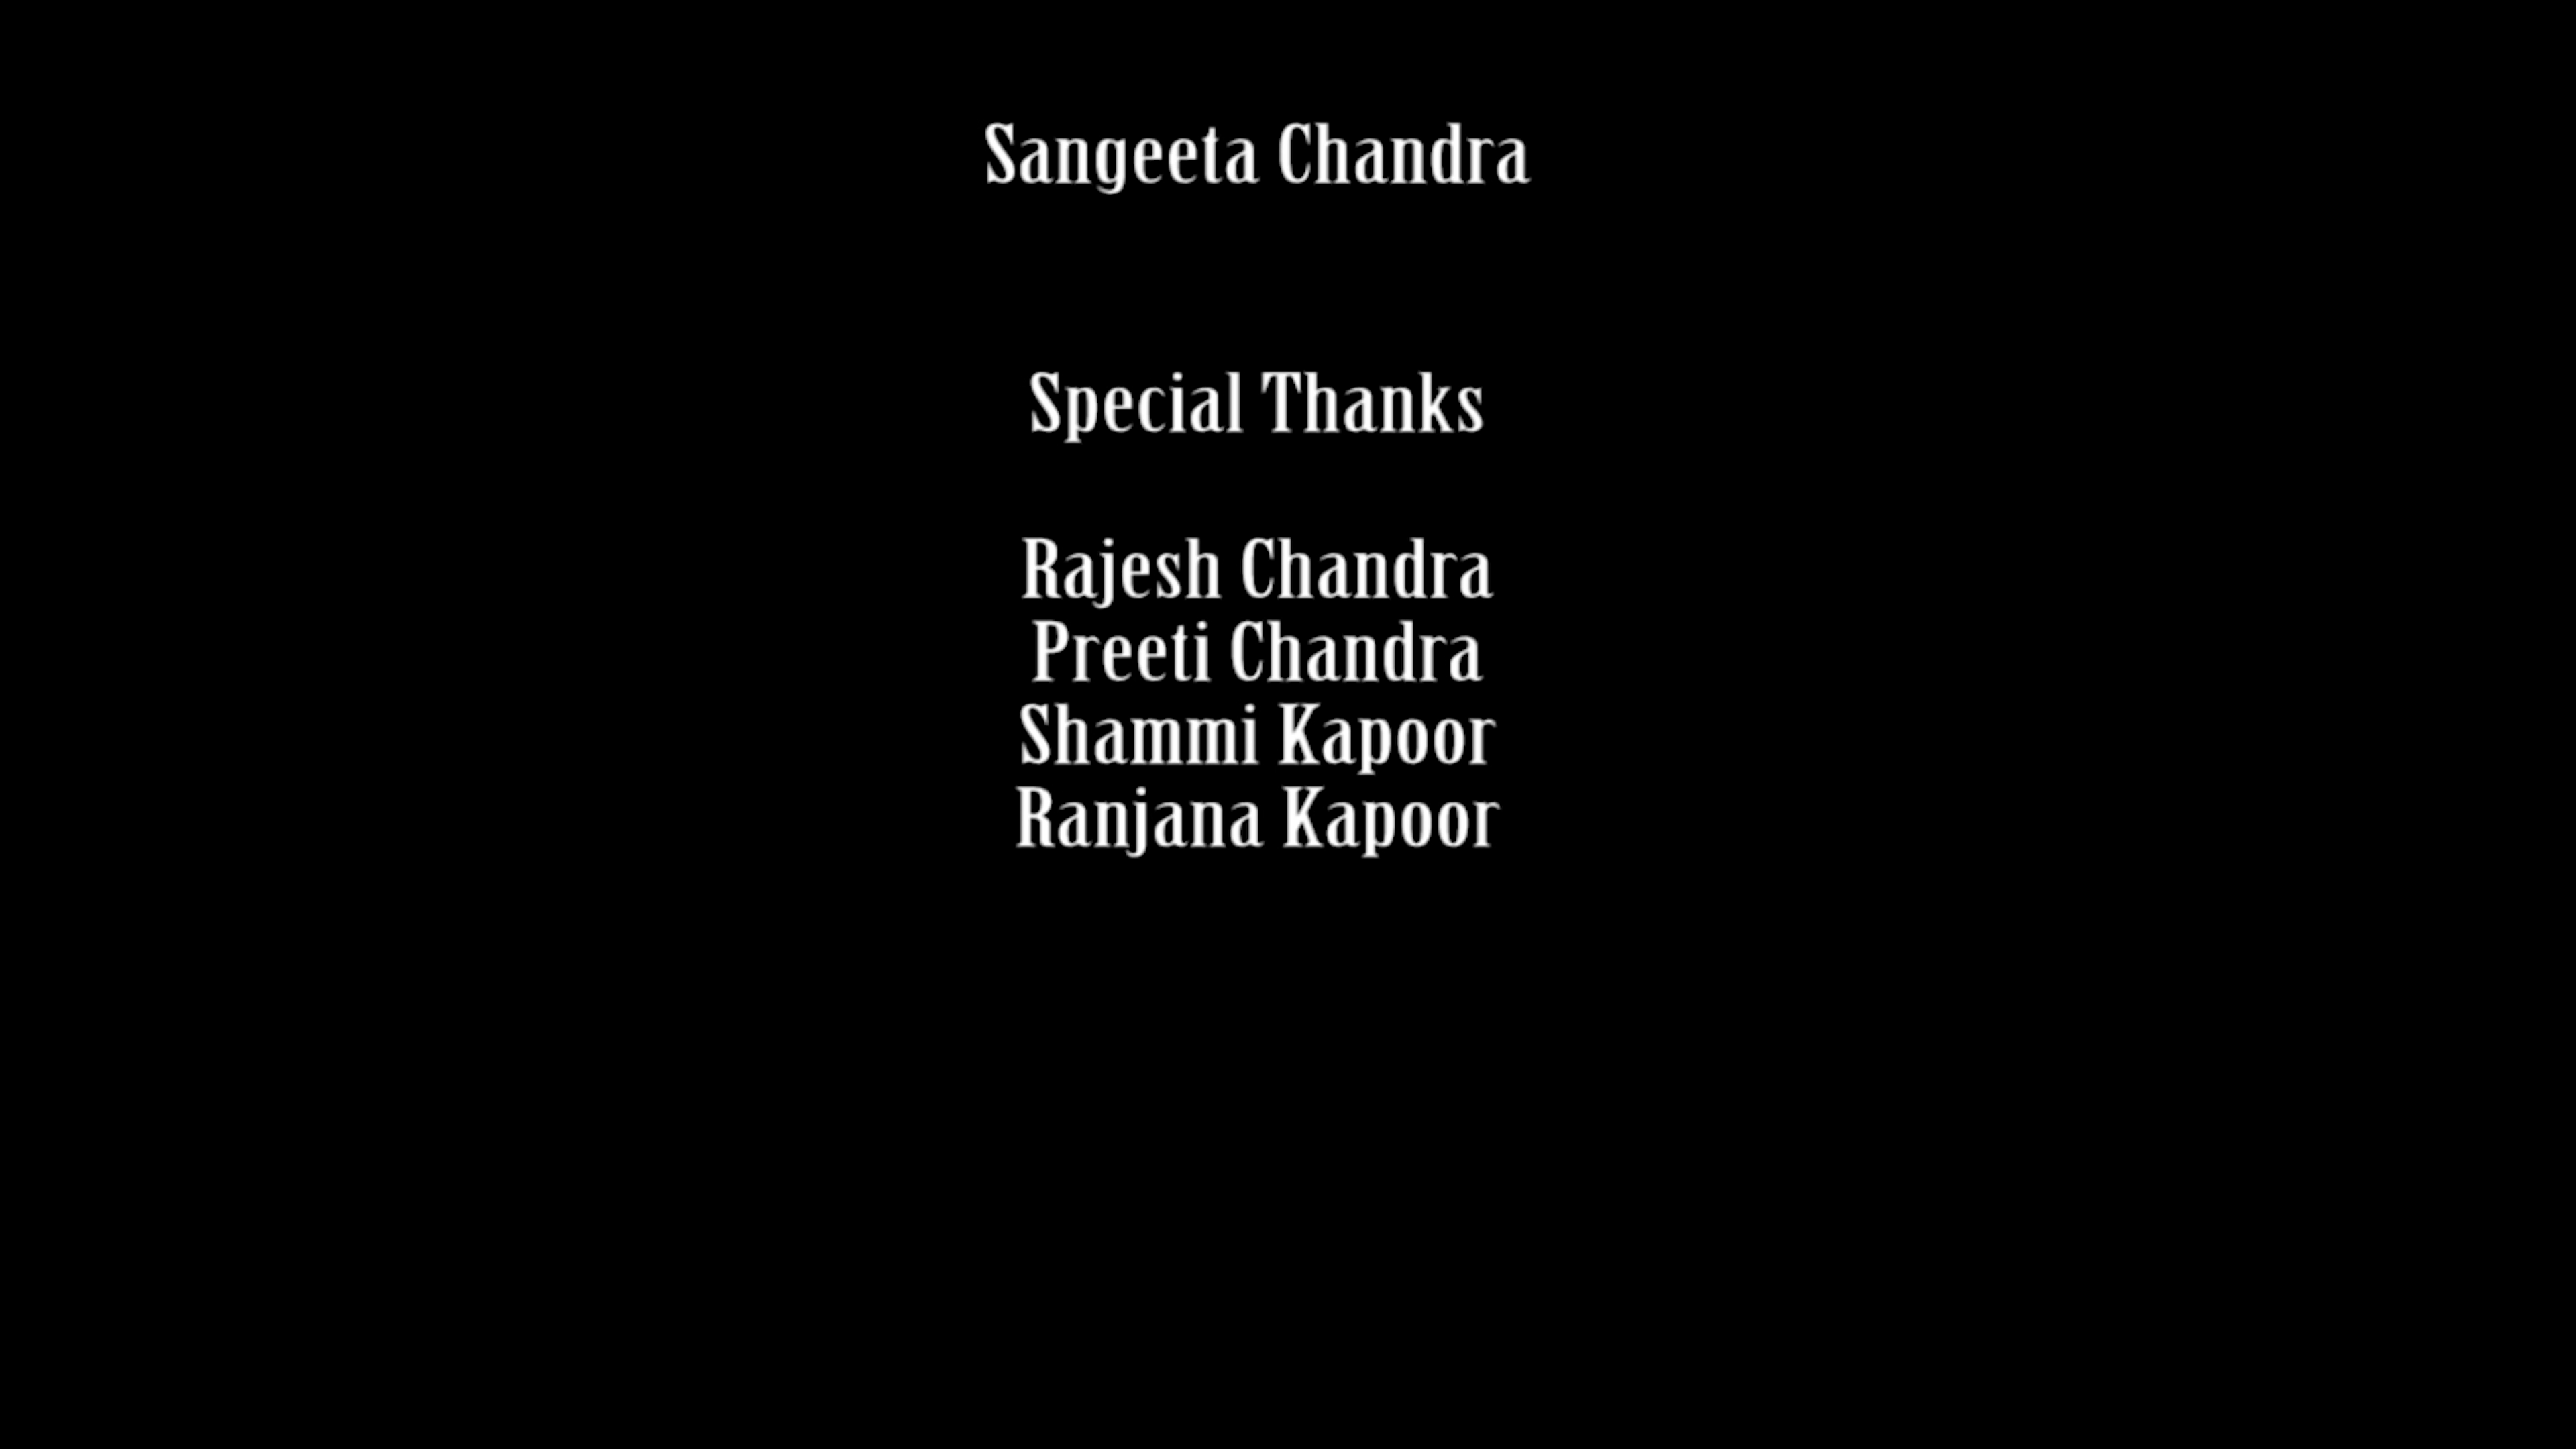 Sangeeta Chandra
Special Thanks
Rajesh Chandra
Preeti Chandra
Shammi Kapoor
Ranjana Kapoor